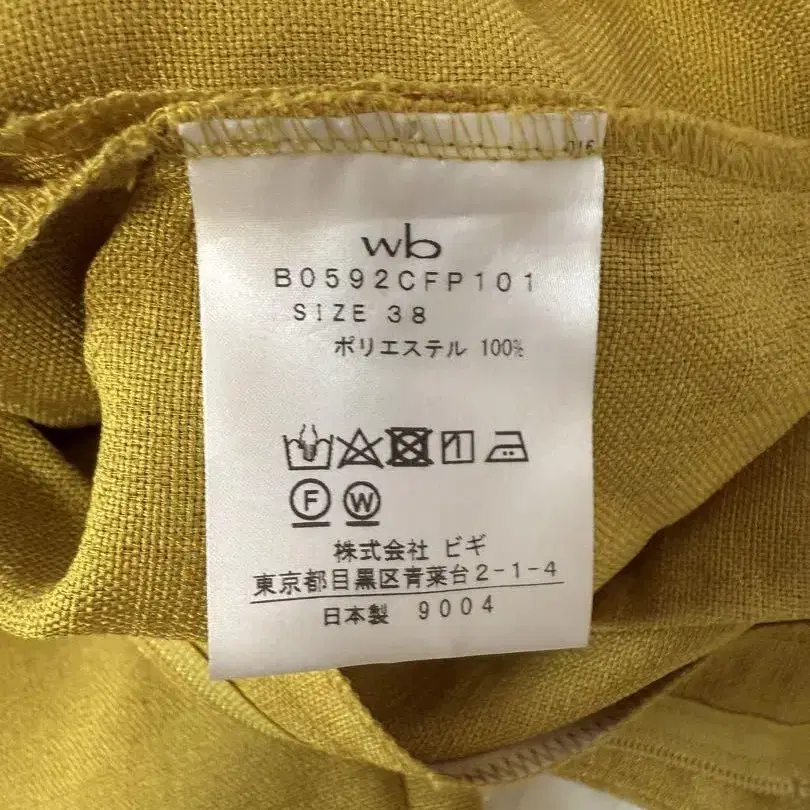 wb
B0592CFP101
SIZE 38
ポリエステル 100%
F W
株式会社 ビギ
東京都目黒区青葉台2-1-4
日本製 9004